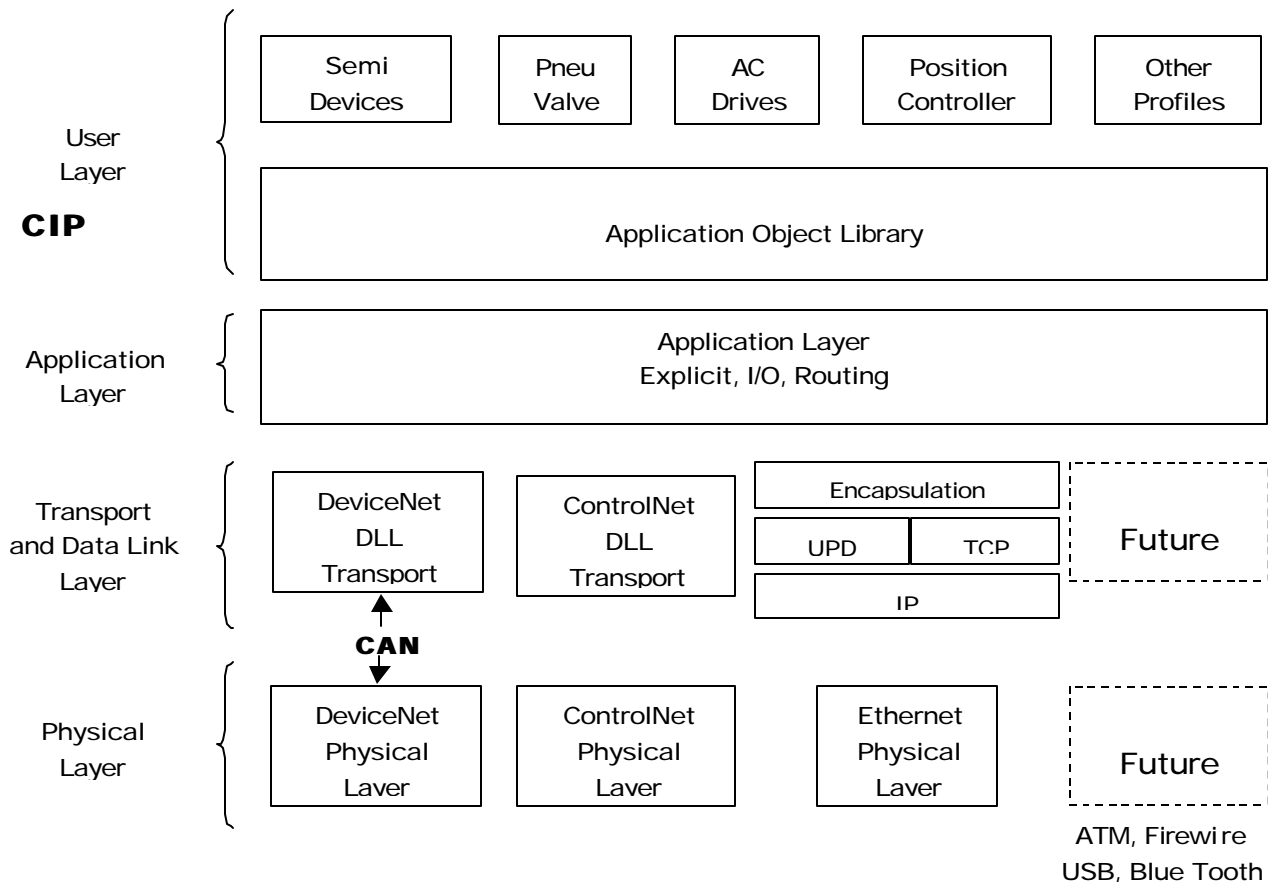 Semi
Devices
Pneu
Valve
AC
Drives
Position
Controller
Other
Profiles
User
Layer
CIP
Application Object Library
Application
Layer
Application Layer
Explicit, I/O, Routing
Transport
and Data Link
Layer
DeviceNet
DLL
Transport
ControlNet
DLL
Transport
Encapsulation
UPD
TCP
IP
Future
CAN
Physical
Layer
DeviceNet
Physical
Layer
ControlNet
Physical
Layer
Ethernet
Physical
Layer
Future
ATM, Firewire
USB, Blue Tooth